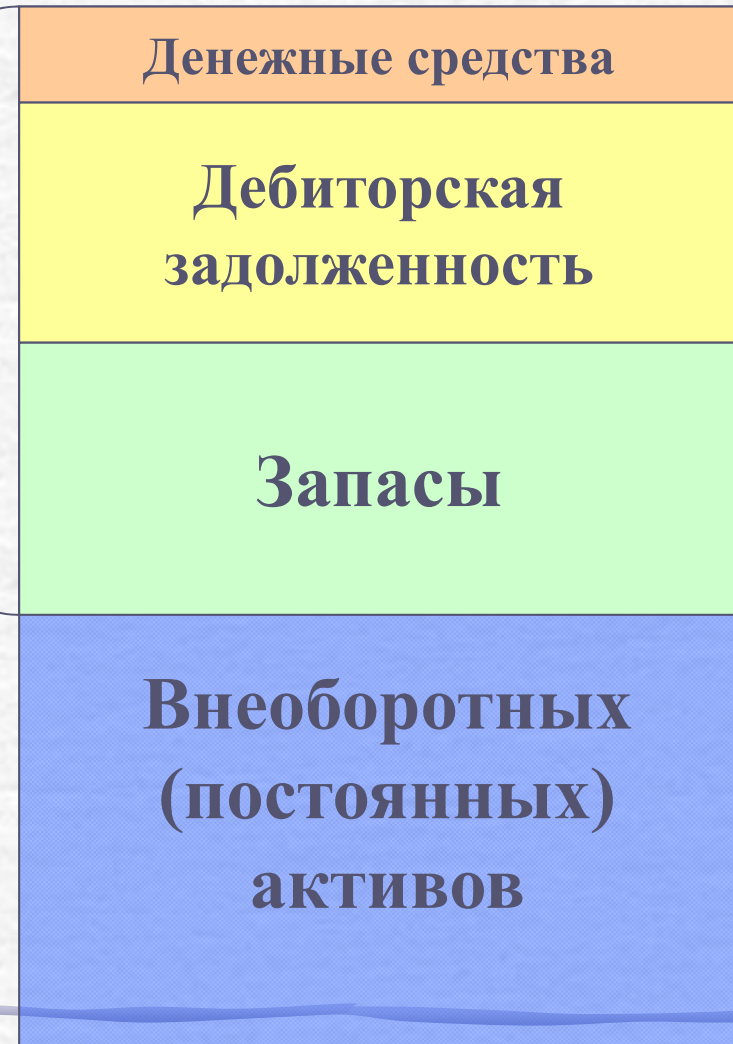 Денежные средства
Дебиторская
задолженность
Запасы
Внеоборотных
(постоянных)
активов